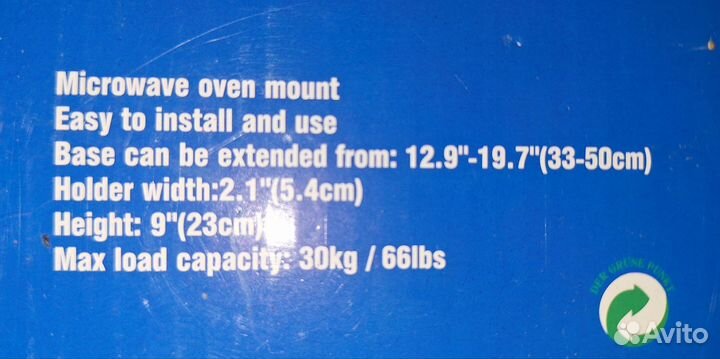 Microwave oven mount
Easy to install and use
Base can be extended from: 12.9"-19.7"(33-50cm)
Holder width:2.1"(5.4cm)
Height: 9"(23cm)
Max load capacity: 30kg / 66lbs
DER GRÜNE PUNKT
Avito